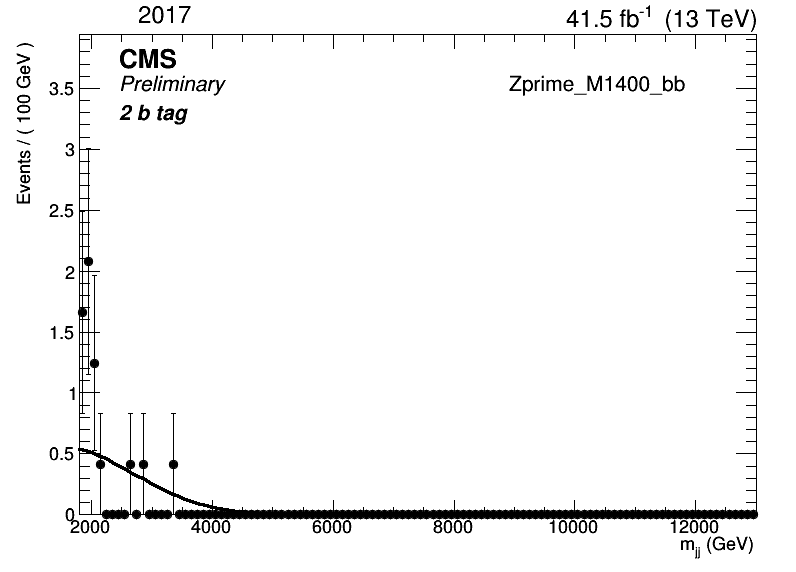 2017 41.5 fb⁻¹ (13 TeV)
CMS
Preliminary
2 b tag
Zprime_M1400_bb
Events / ( 100 GeV )
3.5
3
2.5
2
1.5
1
0.5
0
2000 4000 6000 8000 10000 12000
m_jj (GeV)